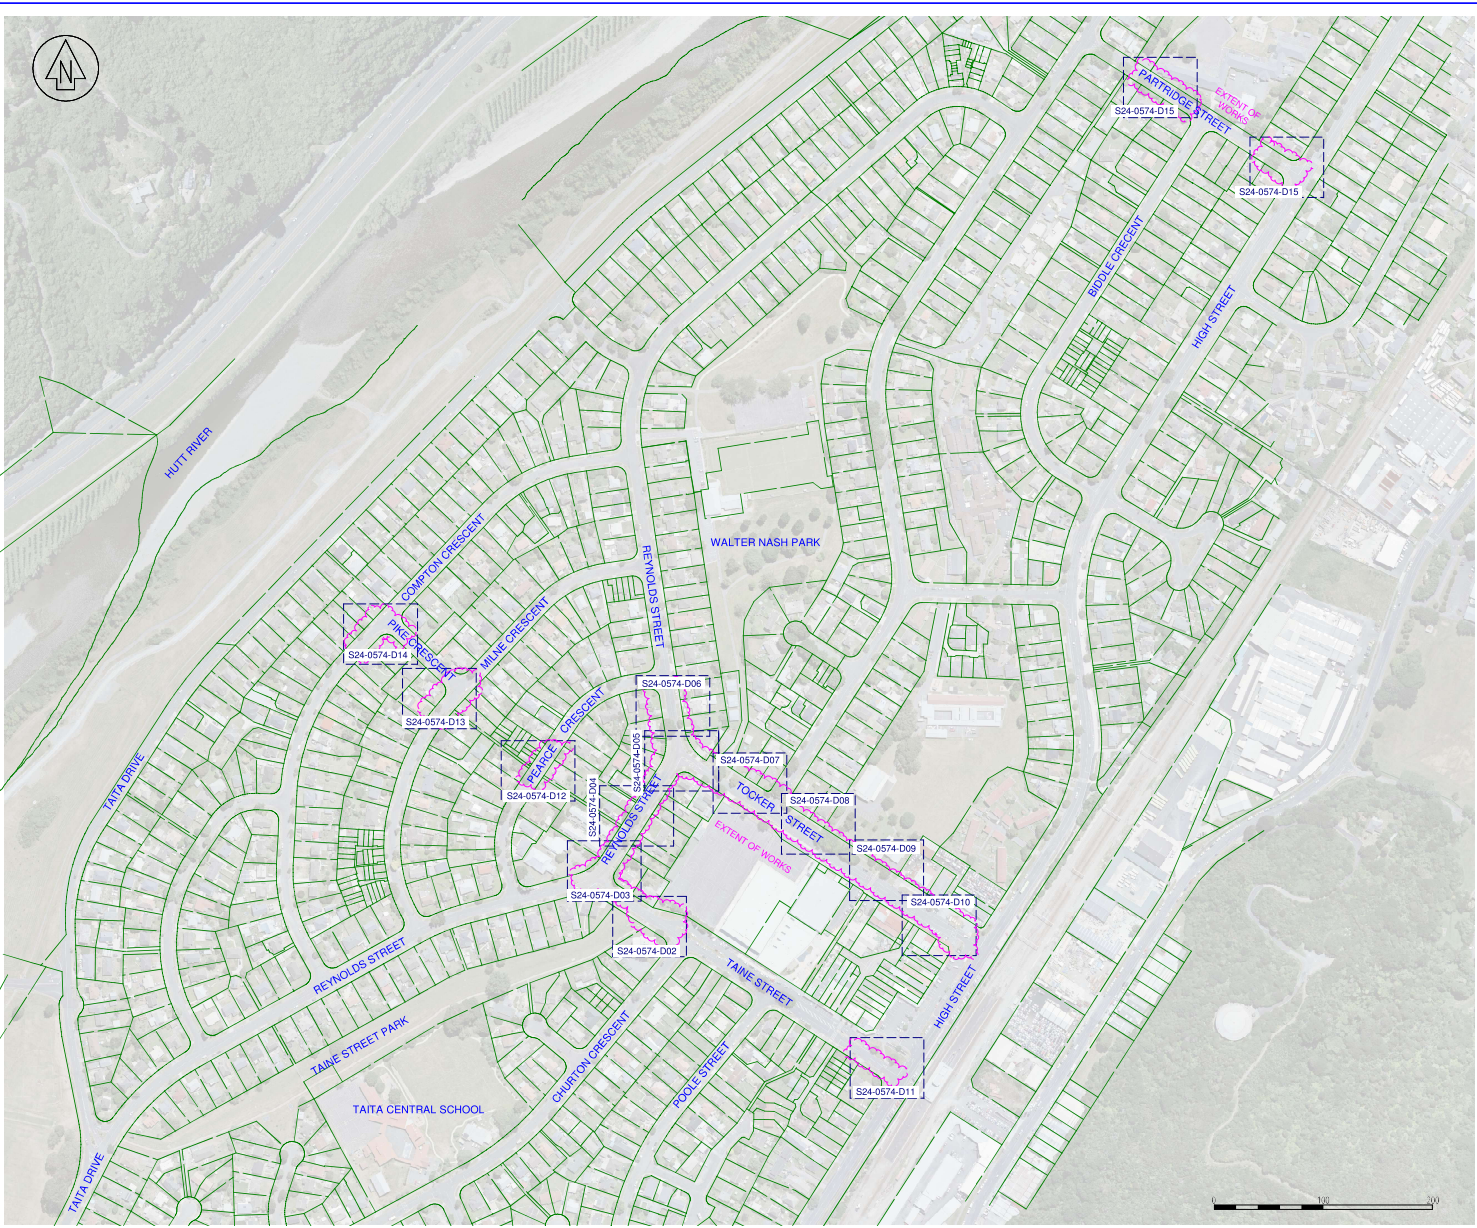 N
PARTRIDGE STREET
EXTENT OF
WORKS
S24-0574-D15
S24-0574-D15
BIDDLE CRECENT
HIGH STREET
HUTT RIVER
COMPTON CRESCENT
REYNOLDS STREET
WALTER NASH PARK
PIKE CRESCENT
MILNE CRESCENT
S24-0574-D14
S24-0574-D13
S24-0574-D06
PEARCE CRESCENT
S24-0574-D05
S24-0574-D07
TAITA DRIVE
S24-0574-D12
S24-0574-D04
REYNOLDS STREET
TOCKER STREET
S24-0574-D08
EXTENT OF WORKS
S24-0574-D09
S24-0574-D03
S24-0574-D10
S24-0574-D02
REYNOLDS STREET
TAINE STREET
HIGH STREET
TAINE STREET PARK
CHURTON CRESCENT
POOLE STREET
S24-0574-D11
TAITA CENTRAL SCHOOL
TAITA DRIVE
0 100 200